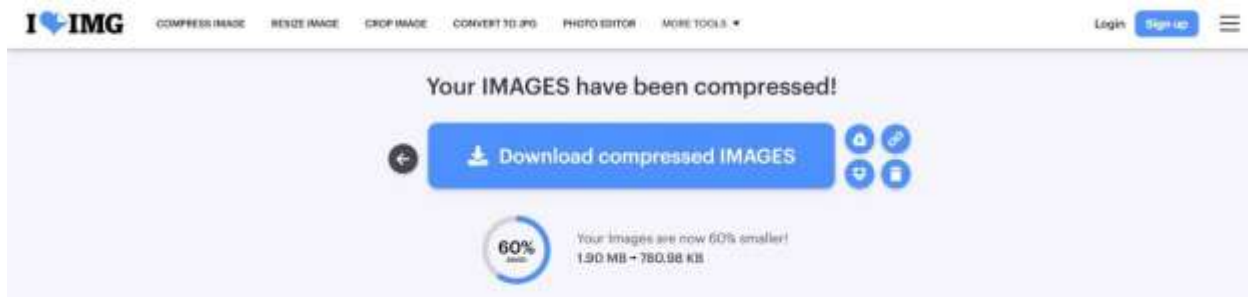 I IMG
COMPRESS IMAGE RESIZE IMAGE CROP IMAGE CONVERT TO JPG PHOTO EDITOR MORE TOOLS Login Sign up
Your IMAGES have been compressed!
Download compressed IMAGES
60%
Your images are now 60% smaller!
1.90 MB → 780.98 KB